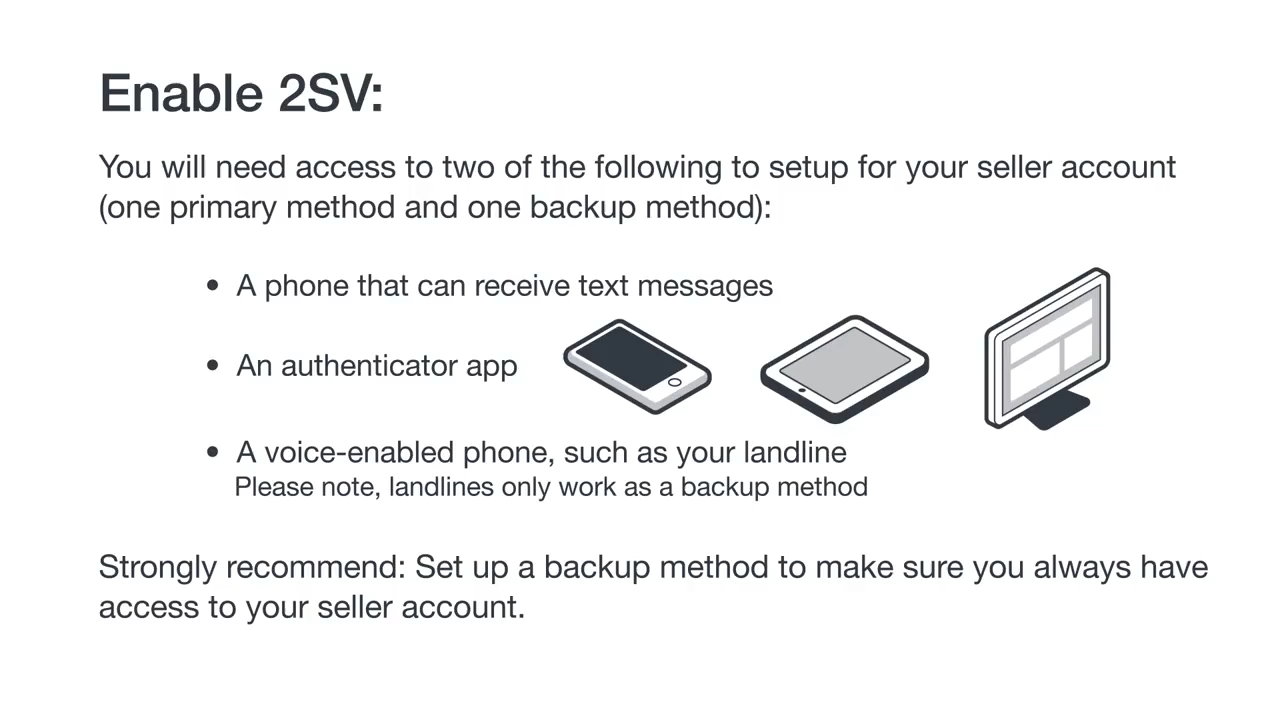 Enable 2SV:
You will need access to two of the following to setup for your seller account
(one primary method and one backup method):
• A phone that can receive text messages
• An authenticator app
• A voice-enabled phone, such as your landline
Please note, landlines only work as a backup method
Strongly recommend: Set up a backup method to make sure you always have
access to your seller account.